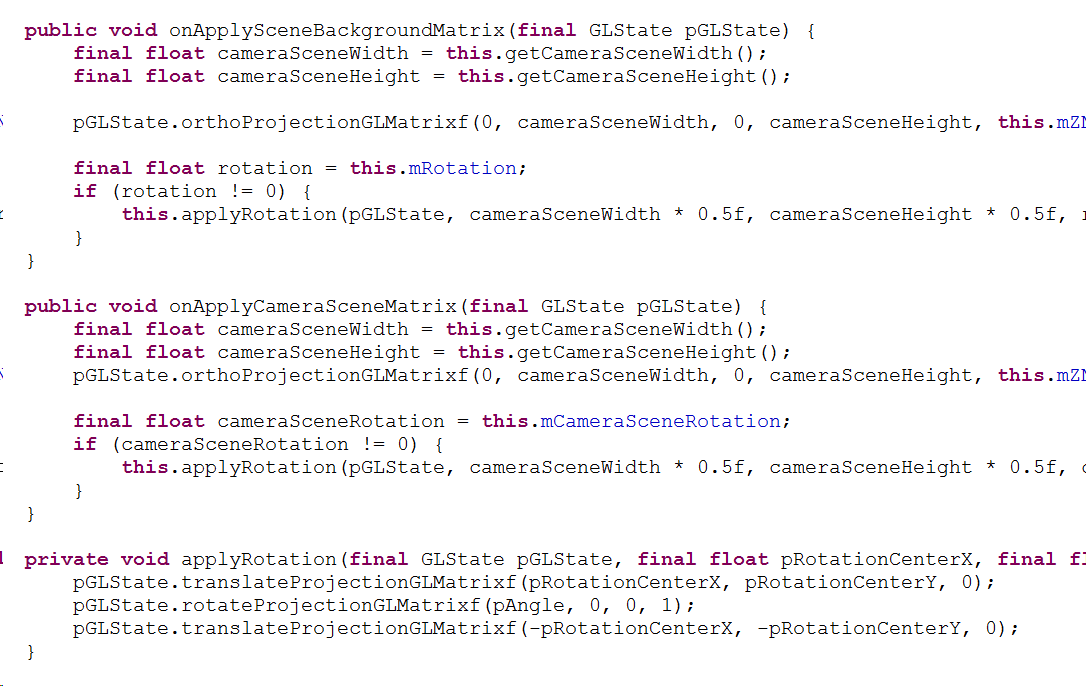 public void onApplySceneBackgroundMatrix(final GLState pGLState) {
    final float cameraSceneWidth = this.getCameraSceneWidth();
    final float cameraSceneHeight = this.getCameraSceneHeight();
    pGLState.orthoProjectionGLMatrixf(0, cameraSceneWidth, 0, cameraSceneHeight, this.mZN
    final float rotation = this.mRotation;
    if (rotation != 0) {
        this.applyRotation(pGLState, cameraSceneWidth * 0.5f, cameraSceneHeight * 0.5f,
    }
}
public void onApplyCameraSceneMatrix(final GLState pGLState) {
    final float cameraSceneWidth = this.getCameraSceneWidth();
    final float cameraSceneHeight = this.getCameraSceneHeight();
    pGLState.orthoProjectionGLMatrixf(0, cameraSceneWidth, 0, cameraSceneHeight, this.mZN
    final float cameraSceneRotation = this.mCameraSceneRotation;
    if (cameraSceneRotation != 0) {
        this.applyRotation(pGLState, cameraSceneWidth * 0.5f, cameraSceneHeight * 0.5f,
    }
}
private void applyRotation(final GLState pGLState, final float pRotationCenterX, final fl
    pGLState.translateProjectionGLMatrixf(pRotationCenterX, pRotationCenterY, 0);
    pGLState.rotateProjectionGLMatrixf(pAngle, 0, 0, 1);
    pGLState.translateProjectionGLMatrixf(-pRotationCenterX, -pRotationCenterY, 0);
}